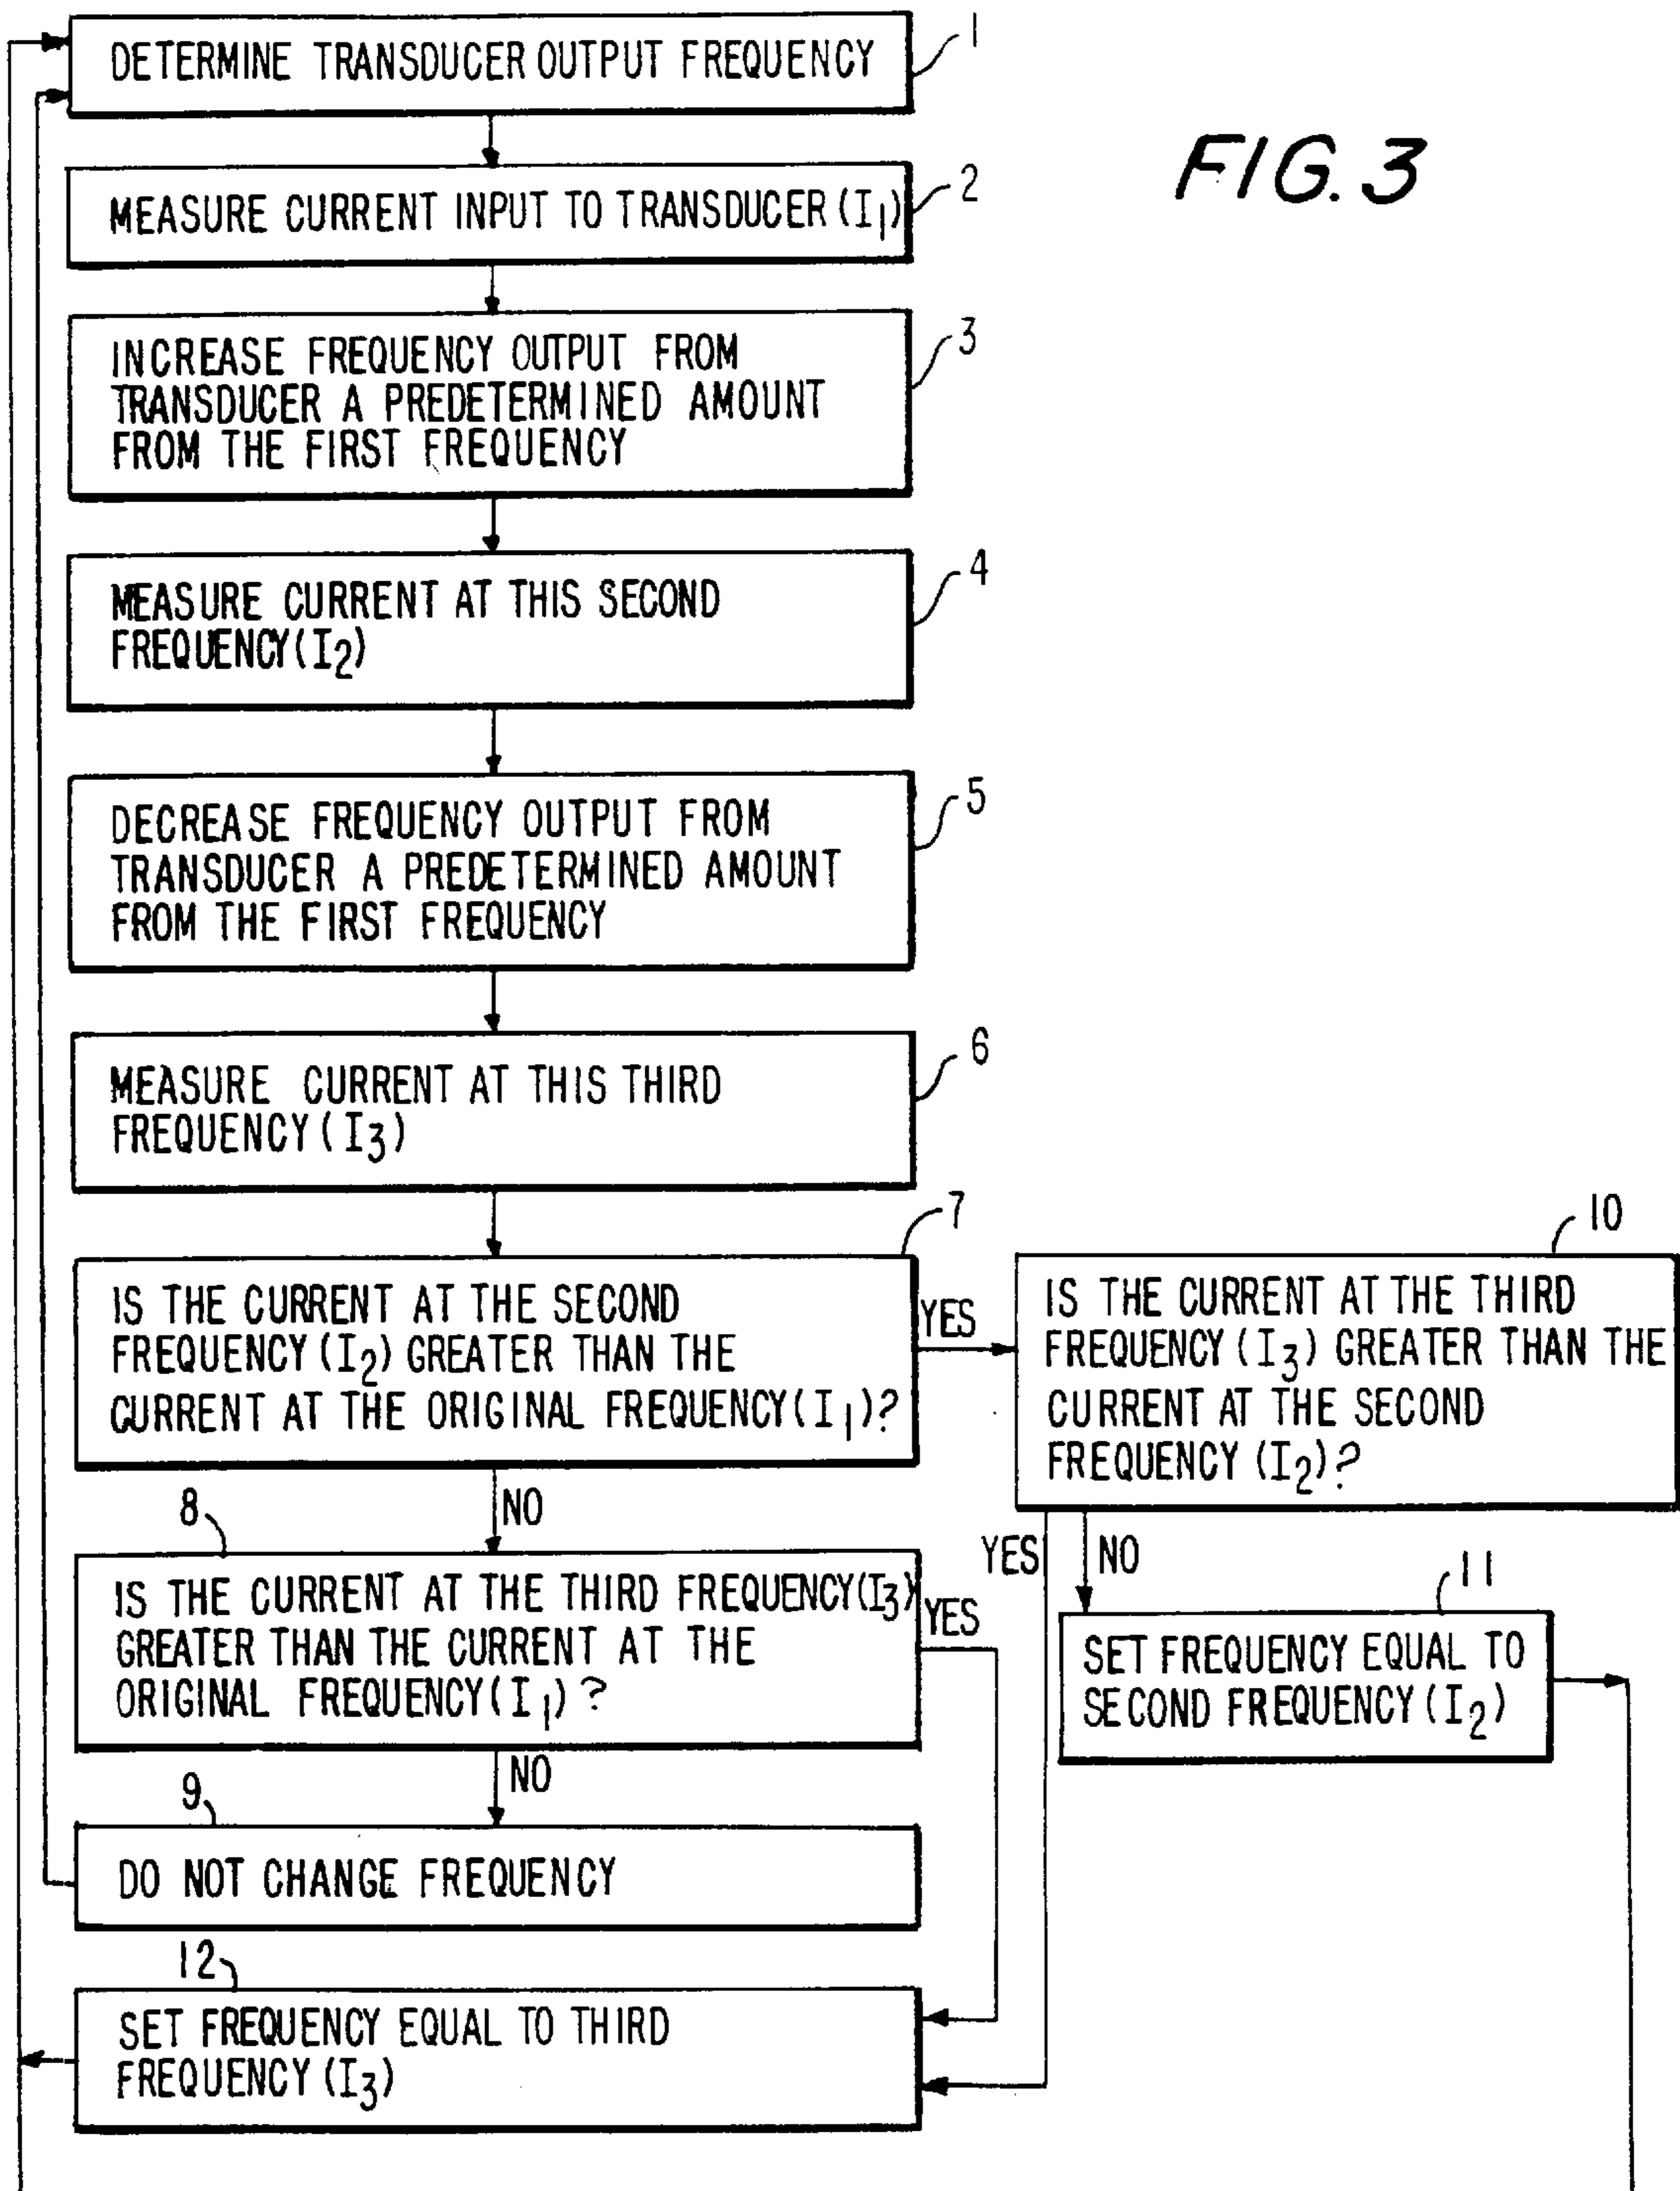 DETERMINE TRANSDUCER OUTPUT FREQUENCY
1
FIG. 3
MEASURE CURRENT INPUT TO TRANSDUCER (I1)
2
INCREASE FREQUENCY OUTPUT FROM
TRANSDUCER A PREDETERMINED AMOUNT
FROM THE FIRST FREQUENCY
3
MEASURE CURRENT AT THIS SECOND
FREQUENCY (I2)
4
DECREASE FREQUENCY OUTPUT FROM
TRANSDUCER A PREDETERMINED AMOUNT
FROM THE FIRST FREQUENCY
5
MEASURE CURRENT AT THIS THIRD
FREQUENCY (I3)
6
7
IS THE CURRENT AT THE SECOND
FREQUENCY (I2) GREATER THAN THE
CURRENT AT THE ORIGINAL FREQUENCY (I1)?
YES
10
IS THE CURRENT AT THE THIRD
FREQUENCY (I3) GREATER THAN THE
CURRENT AT THE SECOND
FREQUENCY (I2)?
NO
8
IS THE CURRENT AT THE THIRD FREQUENCY (I3)
GREATER THAN THE CURRENT AT THE
ORIGINAL FREQUENCY (I1)?
YES
YES
NO
11
SET FREQUENCY EQUAL TO
SECOND FREQUENCY (I2)
NO
9
DO NOT CHANGE FREQUENCY
12
SET FREQUENCY EQUAL TO THIRD
FREQUENCY (I3)